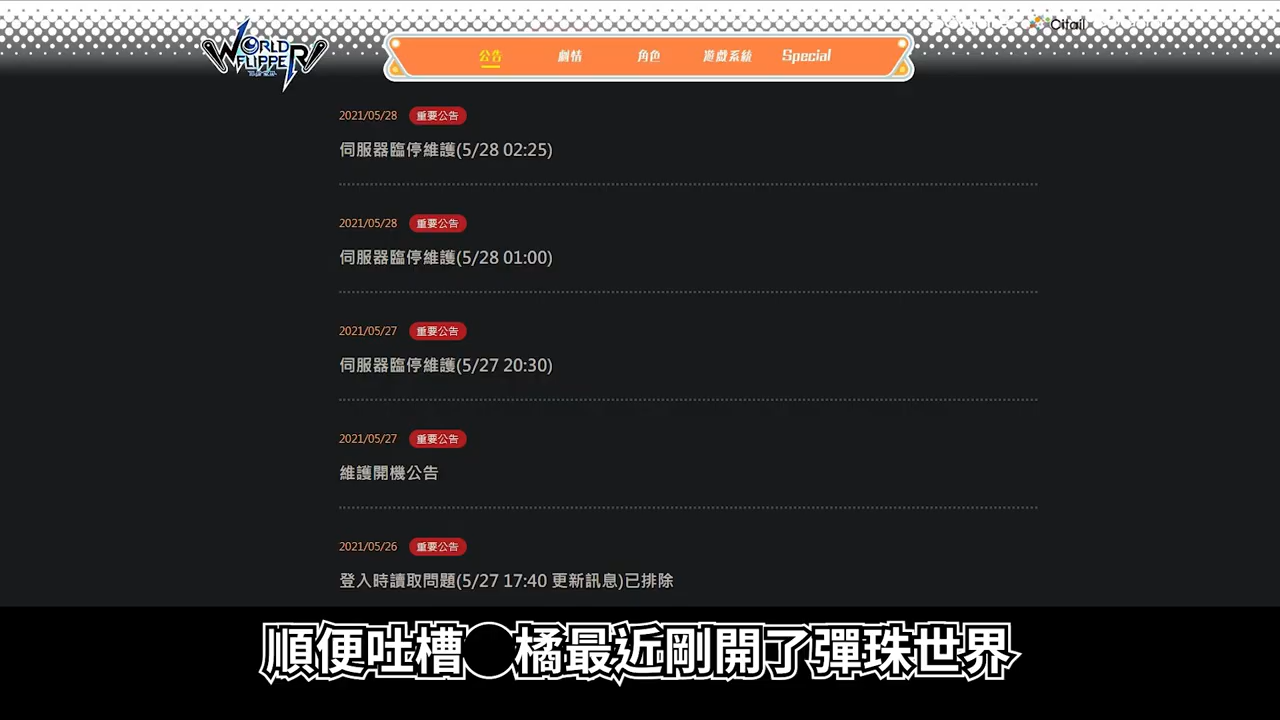 WORLD FLIPPER
公告 劇情 角色 遊戲系統 Special
Citail
2021/05/28 重要公告
伺服器臨停維護(5/28 02:25)
2021/05/28 重要公告
伺服器臨停維護(5/28 01:00)
2021/05/27 重要公告
伺服器臨停維護(5/27 20:30)
2021/05/27 重要公告
維護開機公告
2021/05/26 重要公告
登入時讀取問題(5/27 17:40 更新訊息)已排除
順便吐槽●橘最近剛開了彈珠世界